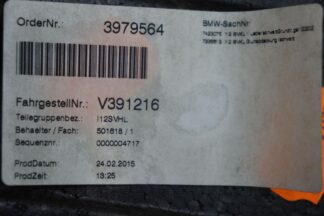 OrderNr.: 3979564
BMW-SachNr
FahrgestellNr.: V391216
Teilegruppenbez.: I12SVHL
Behaelter / Fach: 501618 / 1
Sequenznr.: 0000004717
ProdDatum: 24.02.2015
ProdZeit: 13:25